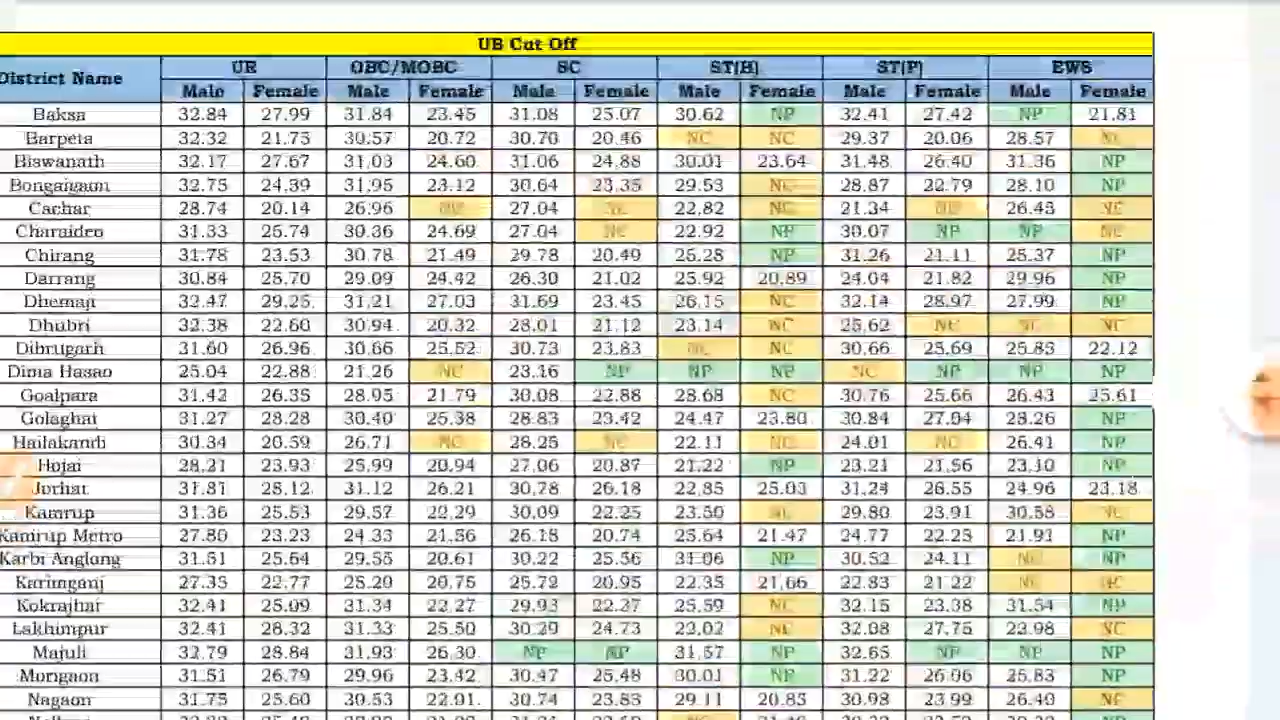 UB Cut Off
District Name UR OBC/MOBC SC ST(H) ST(P) EWS
Male Female Male Female Male Female Male Female Male Female Male Female
Baksa 32.84 27.99 31.84 23.45 31.08 25.07 30.62 NP 32.41 27.42 NP 21.81
Barpeta 32.32 21.75 30.57 20.72 30.70 20.46 NC NC 29.37 20.06 28.57 NC
Biswanath 32.17 27.67 31.03 24.60 31.06 24.88 30.01 23.64 31.48 26.40 31.36 NP
Bongaigaon 32.75 24.39 31.95 23.12 30.64 23.35 29.53 NC 28.87 22.79 28.10 NP
Cachar 28.74 20.14 26.96 27.04 NC 22.82 NC 21.34 26.45 NC
Charaideo 31.33 25.74 30.36 24.69 27.04 NC 22.92 NP 30.07 NP NP NC
Chirang 31.78 23.53 30.78 21.49 29.78 20.49 25.28 NP 31.26 21.11 25.37 NP
Darrang 30.84 25.70 29.09 24.42 26.30 21.02 25.92 20.89 24.04 21.82 29.96 NP
Dhemaji 32.47 29.25 31.21 27.03 31.69 23.45 26.15 NC 32.14 28.97 27.99 NP
Dhubri 32.38 22.60 30.94 20.32 28.01 21.12 23.14 NC 25.62 NC NC NC
Dibrugarh 31.60 26.96 30.66 25.52 30.73 23.83 NC NC 30.66 25.69 25.85 22.12
Dima Hasao 25.04 22.88 21.26 NC 23.16 NP NP NP NC NP NP NP
Goalpara 31.42 26.35 28.95 21.79 30.08 22.88 28.68 NC 30.76 25.66 26.43 25.61
Golaghat 31.27 28.28 30.40 25.38 28.83 23.42 24.47 23.80 30.84 27.04 NP
Hailakandi 30.34 20.59 26.71 NC 28.25 NC 22.11 NC 24.01 NC 26.41 NP
Hojai 28.21 23.93 25.99 20.94 27.06 20.87 21.22 NP 23.21 21.56 23.10 NP
Jorhat 31.81 28.12 31.12 26.21 30.78 26.18 22.85 25.03 31.24 26.55 24.96 23.18
Kamrup 31.36 25.53 29.57 22.29 30.09 22.25 23.50 NC 29.80 23.91 30.58 NC
Kamrup Metro 27.80 23.23 24.33 21.56 26.18 20.74 25.64 21.47 24.77 22.25 21.91 NP
Karbi Anglong 31.51 25.64 29.55 20.61 30.22 25.56 31.06 NP 30.52 24.11 NC NP
Karimganj 27.35 22.77 25.20 20.75 25.72 20.95 22.35 21.66 22.83 21.22 NC NC
Kokrajhar 32.41 25.09 31.34 22.27 29.93 22.27 25.59 NC 32.15 23.38 31.54 NP
Lakhimpur 32.41 28.32 31.33 25.50 30.29 24.73 NC 32.08 27.75 NC
Majuli 32.79 28.84 31.93 26.30 NP NP 31.57 NP 32.65 NP NP NP
Morigaon 31.51 26.79 29.96 23.42 30.47 25.48 30.01 NP 31.22 26.06 25.83 NP
Nagaon 31.75 25.60 30.53 22.91 30.74 23.83 29.11 20.85 30.98 23.99 26.40 NC